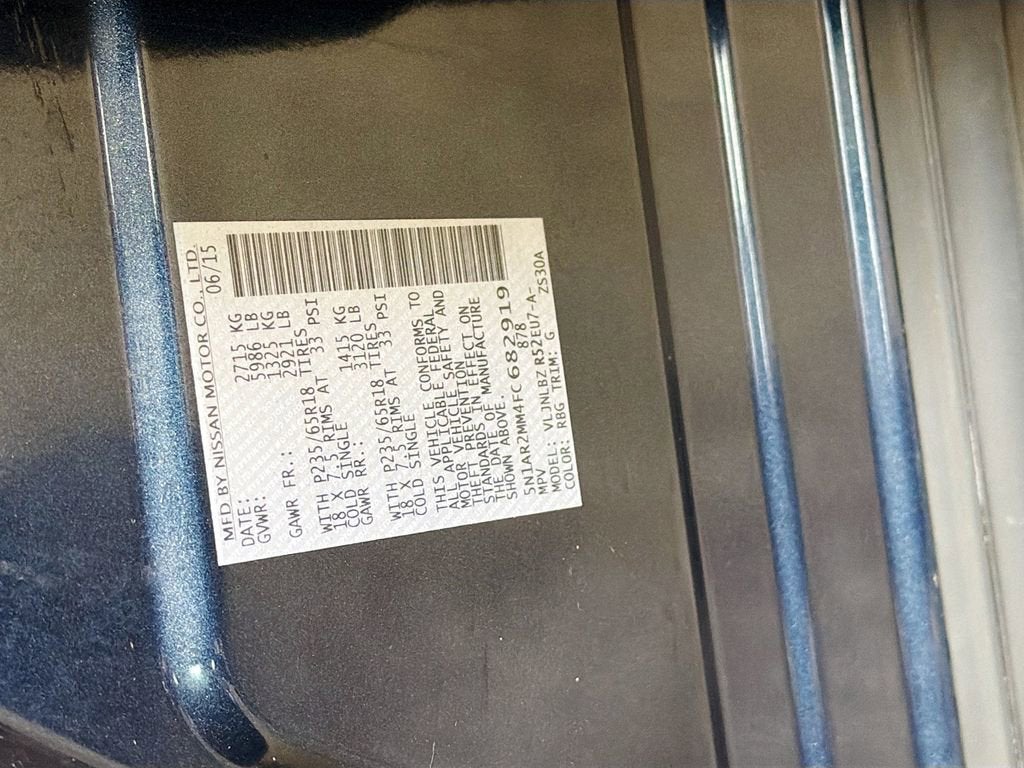 MFD BY NISSAN MOTOR CO., LTD.
DATE: 06/15
GVWR: 2715 KG
5986 LB
GAWR FR.: 1325 KG
2921 LB
WITH P235/65R18 TIRES
18 X 7.5 RIMS AT 33 PSI
COLD SINGLE
GAWR RR.: 1415 KG
3120 LB
WITH P235/65R18 TIRES
18 X 7.5 RIMS AT 33 PSI
COLD SINGLE
THIS VEHICLE CONFORMS TO
ALL APPLICABLE FEDERAL
MOTOR VEHICLE SAFETY AND
THEFT PREVENTION
STANDARDS IN EFFECT ON
THE DATE OF MANUFACTURE
SHOWN ABOVE.
5N1AR2MM4FC682919
MPV 878
MODEL: VLJNLBZ R52EU7-A-
COLOR: RBG TRIM: G ZS30A